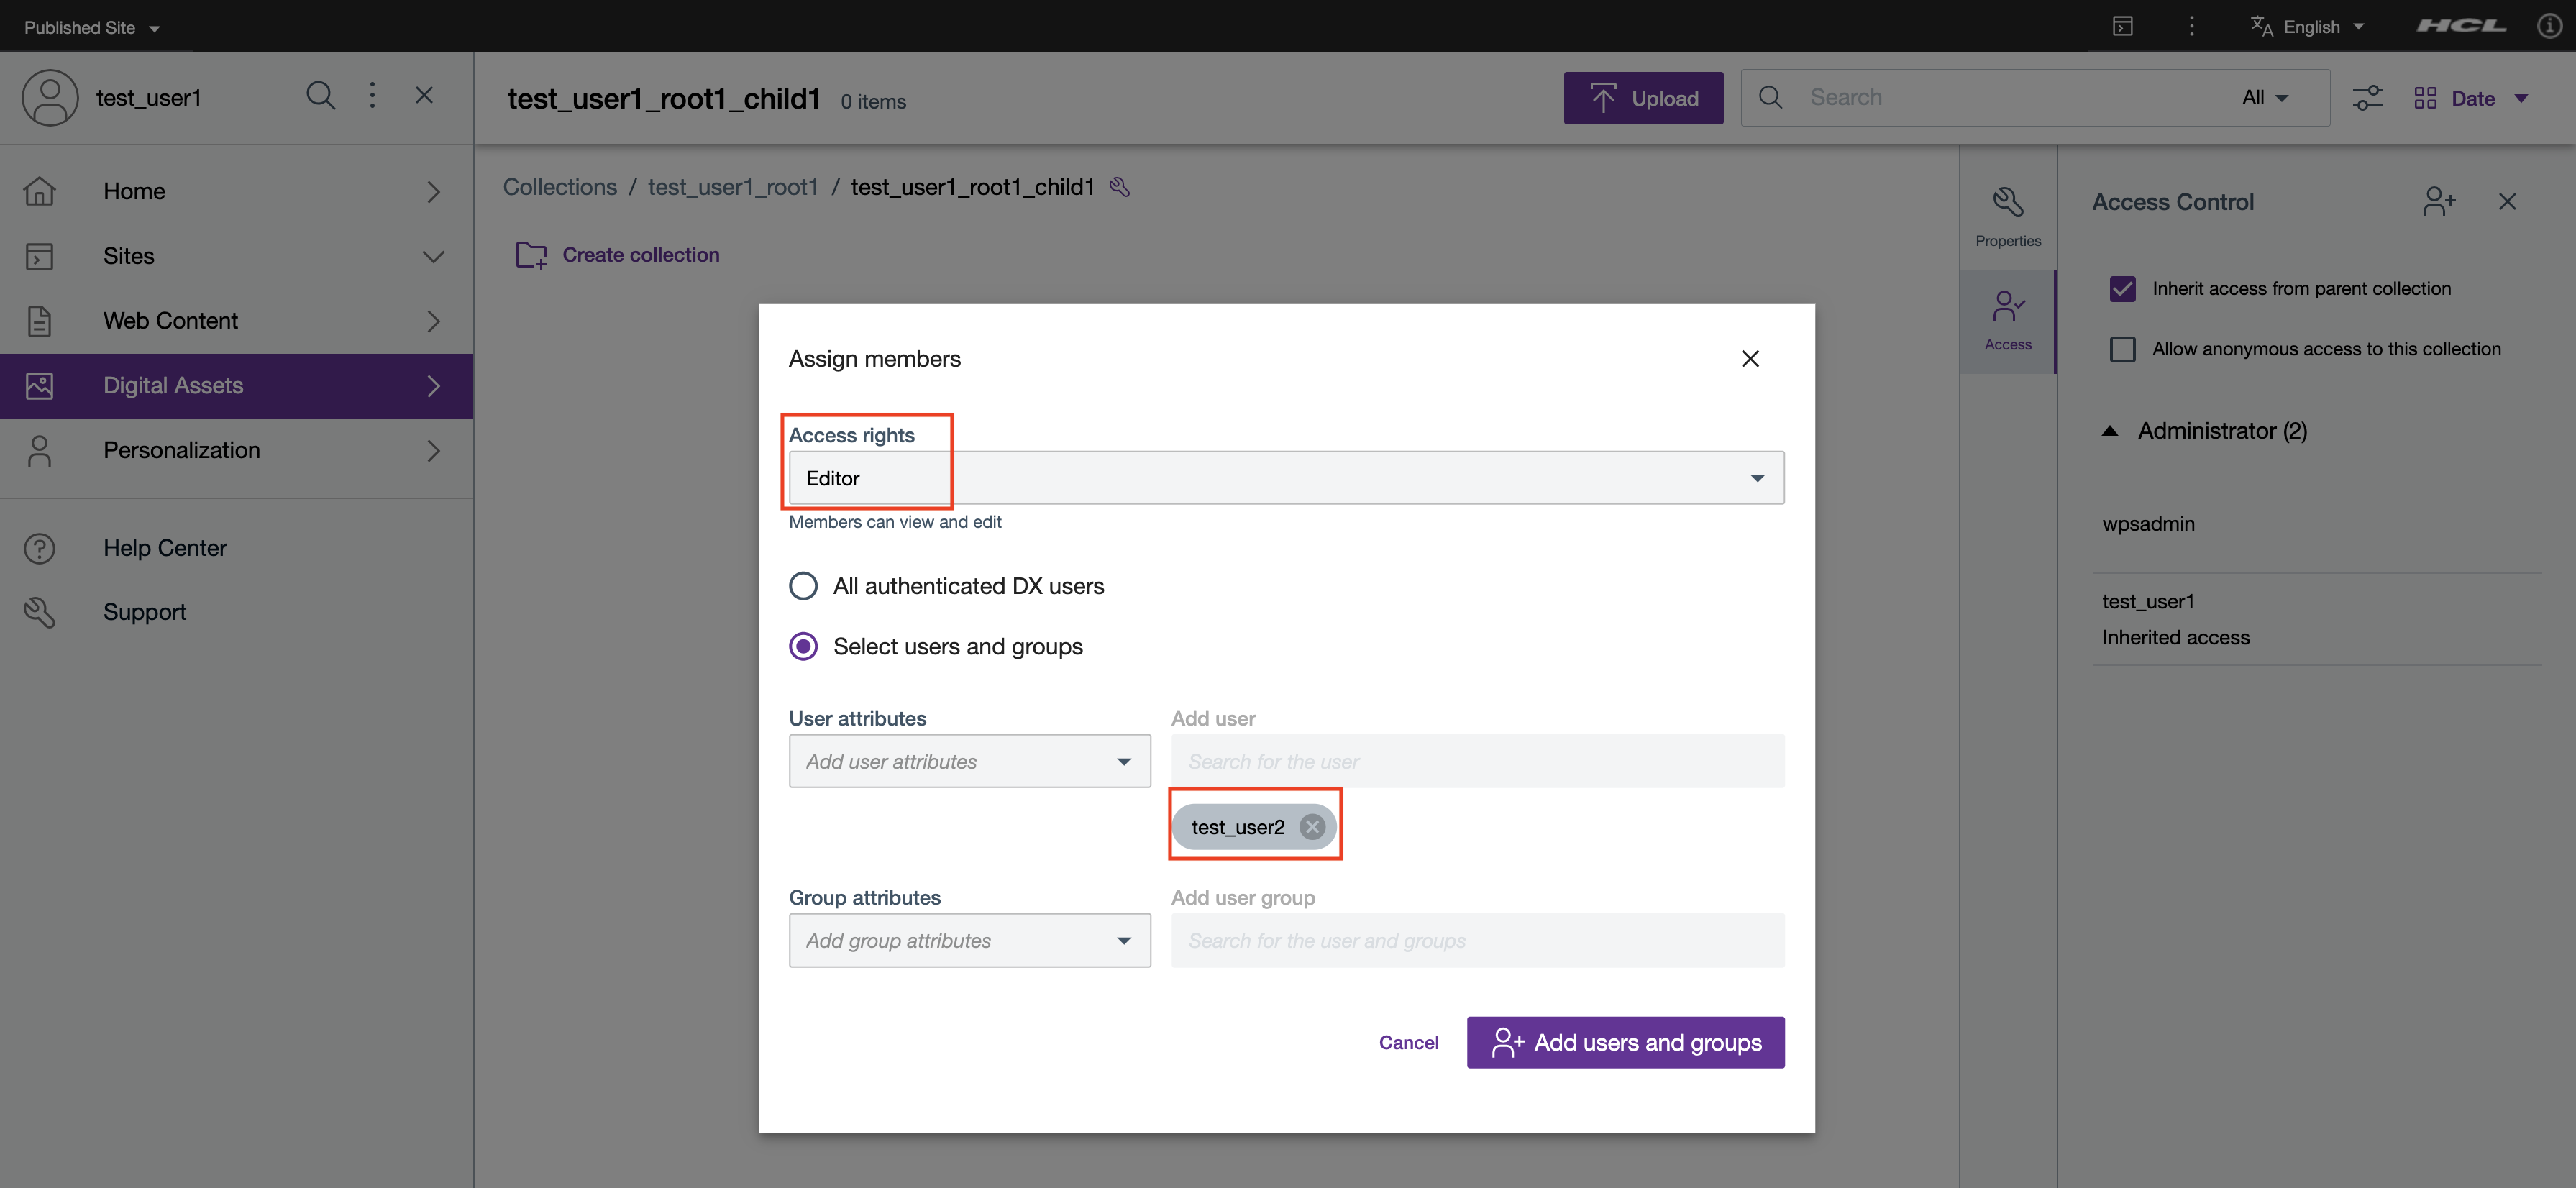 Published Site
English
HCL
test_user1
test_user1_root1_child1 0 items
Upload
Search
All
Date
Home
Sites
Web Content
Digital Assets
Personalization
Help Center
Support
Collections / test_user1_root1 / test_user1_root1_child1
Create collection
Properties
Access
Access Control
Inherit access from parent collection
Allow anonymous access to this collection
Administrator (2)
wpsadmin
test_user1
Inherited access
Assign members
Access rights
Editor
Members can view and edit
All authenticated DX users
Select users and groups
User attributes
Add user attributes
Add user
Search for the user
test_user2
Group attributes
Add group attributes
Add user group
Search for the user and groups
Cancel
Add users and groups